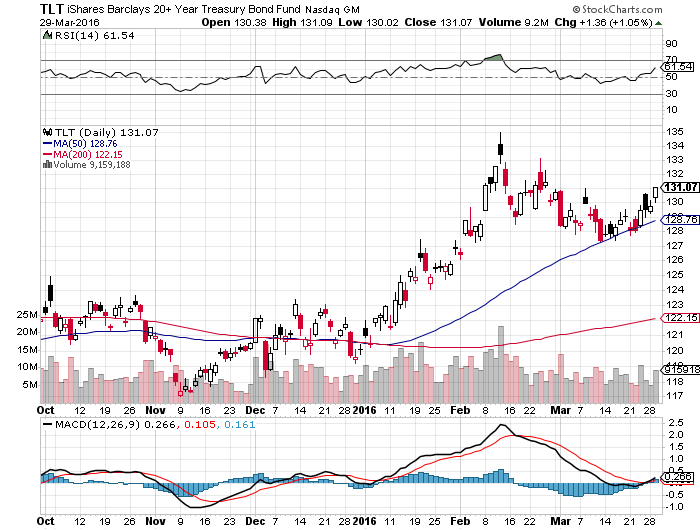 TLT iShares Barclays 20+ Year Treasury Bond Fund Nasdaq GM © StockCharts.com
29-Mar-2016 Open 130.38 High 131.09 Low 130.02 Close 131.07 Volume 9.2M Chg +1.36 (+1.05%)
RSI(14) 61.54
90
70
61.54
50
30
10
TLT (Daily) 131.07
MA(50) 128.76
MA(200) 122.15
Volume 9,159,188
135
134
133
132
131.07
130
129
128.76
128
127
126
125
124
123
122.15
121
120
119
118
117
25M
20M
15M
10M
5M
915918
Oct 12 19 26 Nov 9 16 23 Dec 7 14 21 28 2016 11 19 25 Feb 8 16 22 Mar 7 14 21 28
MACD(12,26,9) 0.266, 0.105, 0.161
2.5
2.0
1.5
1.0
0.5
0.266
-0.5
-1.0